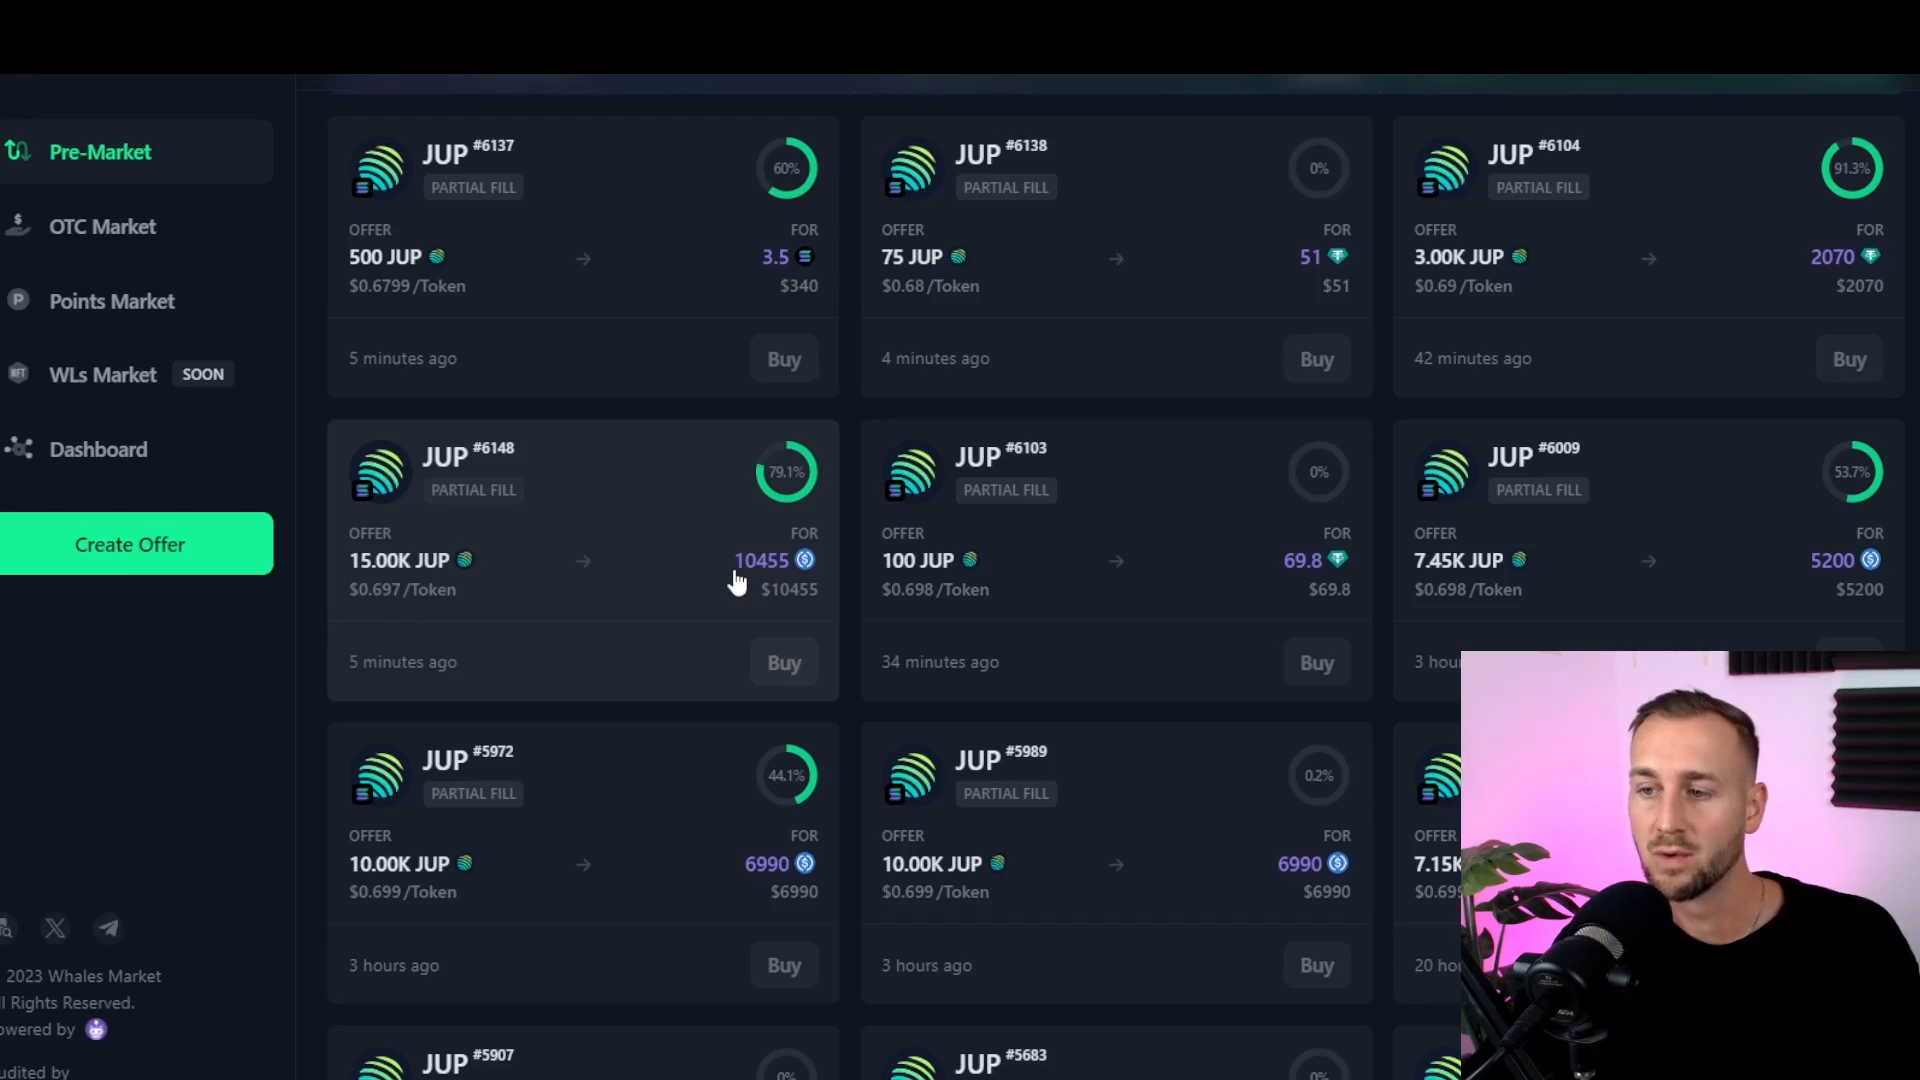 Pre-Market
OTC Market
Points Market
WLs Market SOON
Dashboard
Create Offer
2023 Whales Market
Rights Reserved.
by
JUP #6137
PARTIAL FILL
60%
OFFER FOR
500 JUP → 3.5
$0.6799 /Token $340
5 minutes ago Buy
JUP #6138
PARTIAL FILL
0%
OFFER FOR
75 JUP → 51
$0.68 /Token $51
4 minutes ago Buy
JUP #6104
PARTIAL FILL
91.3%
OFFER FOR
3.00K JUP → 2070
$0.69 /Token $2070
42 minutes ago Buy
JUP #6148
PARTIAL FILL
79.1%
OFFER FOR
15.00K JUP → 10455
$0.697 /Token $10455
5 minutes ago Buy
JUP #6103
PARTIAL FILL
0%
OFFER FOR
100 JUP → 69.8
$0.698 /Token $69.8
34 minutes ago Buy
JUP #6009
PARTIAL FILL
53.7%
OFFER FOR
7.45K JUP → 5200
$0.698 /Token $5200
3 hou
JUP #5972
PARTIAL FILL
44.1%
OFFER FOR
10.00K JUP → 6990
$0.699 /Token $6990
3 hours ago Buy
JUP #5989
PARTIAL FILL
0.2%
OFFER FOR
10.00K JUP → 6990
$0.699 /Token $6990
3 hours ago Buy
OFFER
7.15K
$0.69
20 ho
JUP #5907
0%
JUP #5683
0%